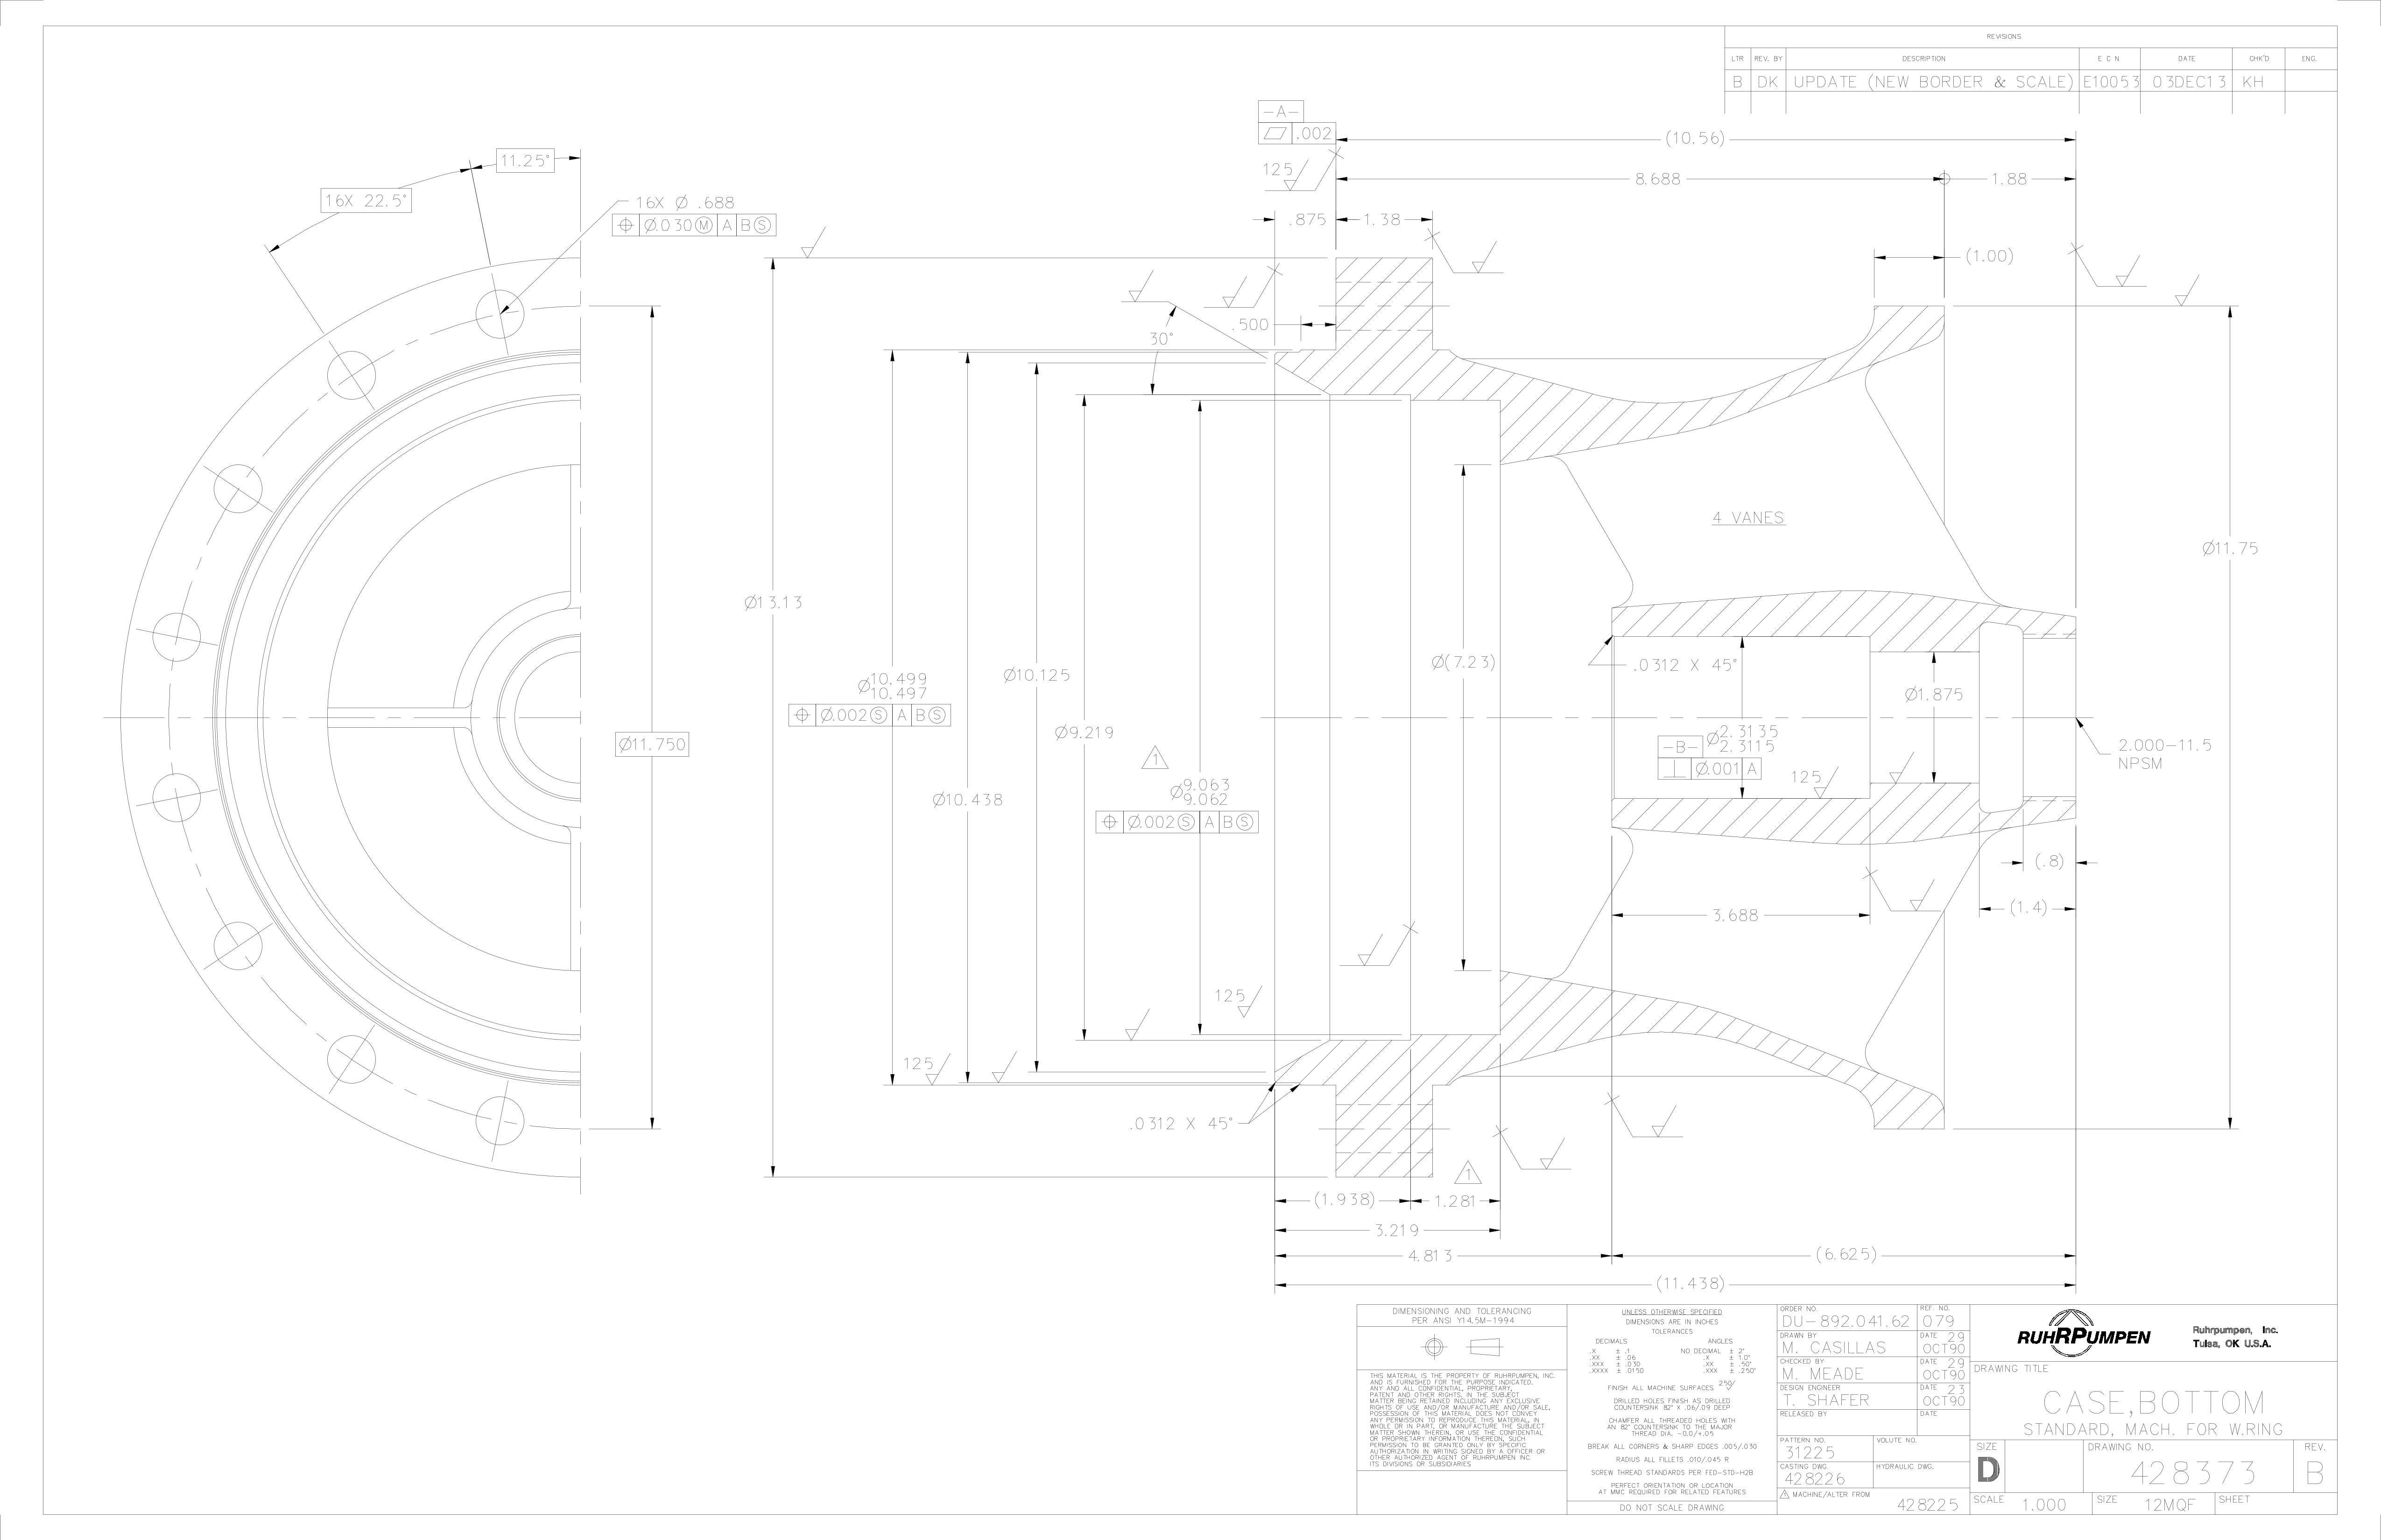 REVISIONS
LTR REV. BY DESCRIPTION E C N DATE CHK'D ENG.
B DK UPDATE (NEW BORDER & SCALE) E10053 03DEC13 KH
-A-
.002
125
(10.56)
8.688
1.88
.875
1.38
(1.00)
11.25°
16X 22.5°
16X Ø .688
Ø.030Ⓜ A BⓈ
.500
30°
4 VANES
Ø11.75
Ø13.13
Ø(7.23)
.0312 X 45°
Ø10.499
10.497
Ø.002Ⓢ A BⓈ
Ø10.125
Ø1.875
Ø9.219
Ø11.750
-B-
Ø2.3135
2.3115
Ø.001 A
125
2.000-11.5
NPSM
1
Ø9.063
9.062
Ø.002Ⓢ A BⓈ
Ø10.438
(.8)
(1.4)
3.688
125
125
.0312 X 45°
1
(1.938)
1.281
3.219
4.813
(6.625)
(11.438)
DIMENSIONING AND TOLERANCING
PER ANSI Y14.5M-1994
THIS MATERIAL IS THE PROPERTY OF RUHRPUMPEN, INC.
AND IS FURNISHED FOR THE PURPOSE INDICATED.
ANY AND ALL CONFIDENTIAL, PROPRIETARY,
PATENT AND OTHER RIGHTS, IN THE SUBJECT
MATTER BEING RETAINED INCLUDING ANY EXCLUSIVE
RIGHTS OF USE AND/OR MANUFACTURE AND/OR SALE,
POSSESSION OF THIS MATERIAL DOES NOT CONVEY
ANY PERMISSION TO REPRODUCE THIS MATERIAL, IN
WHOLE OR IN PART, OR MANUFACTURE THE SUBJECT
MATTER SHOWN THEREIN, OR USE THE CONFIDENTIAL
OR PROPRIETARY INFORMATION THEREON, SUCH
PERMISSION TO BE GRANTED ONLY BY SPECIFIC
AUTHORIZATION IN WRITING SIGNED BY A OFFICER OR
OTHER AUTHORIZED AGENT OF RUHRPUMPEN INC
ITS DIVISIONS OR SUBSIDIARIES
UNLESS OTHERWISE SPECIFIED
DIMENSIONS ARE IN INCHES
TOLERANCES
DECIMALS ANGLES
.X ± .1 NO DECIMAL ± 2°
.XX ± .06 .X ± 1.0°
.XXX ± .030 .XX ± .50°
.XXXX ± .0150 .XXX ± .250°
FINISH ALL MACHINE SURFACES 250
DRILLED HOLES FINISH AS DRILLED
COUNTERSINK 82° X .06/.09 DEEP
CHAMFER ALL THREADED HOLES WITH
AN 82° COUNTERSINK TO THE MAJOR
THREAD DIA. -0.0/+.05
BREAK ALL CORNERS & SHARP EDGES .005/.030
RADIUS ALL FILLETS .010/.045 R
SCREW THREAD STANDARDS PER FED-STD-H2B
PERFECT ORIENTATION OR LOCATION
AT MMC REQUIRED FOR RELATED FEATURES
DO NOT SCALE DRAWING
ORDER NO. REF. NO.
DU-892.041.62 079
DRAWN BY DATE
M. CASILLAS 29 OCT90
CHECKED BY DATE
M. MEADE 29 OCT90
DESIGN ENGINEER DATE
T. SHAFER 23 OCT90
RELEASED BY DATE
PATTERN NO. VOLUTE NO.
31225
CASTING DWG. HYDRAULIC DWG.
428226
1 MACHINE/ALTER FROM
428225
RUHRPUMPEN
Ruhrpumpen, Inc.
Tulsa, OK U.S.A.
DRAWING TITLE
CASE,BOTTOM
STANDARD, MACH. FOR W.RING
SIZE DRAWING NO. REV.
D 428373 B
SCALE 1.000 SIZE 12MQF SHEET